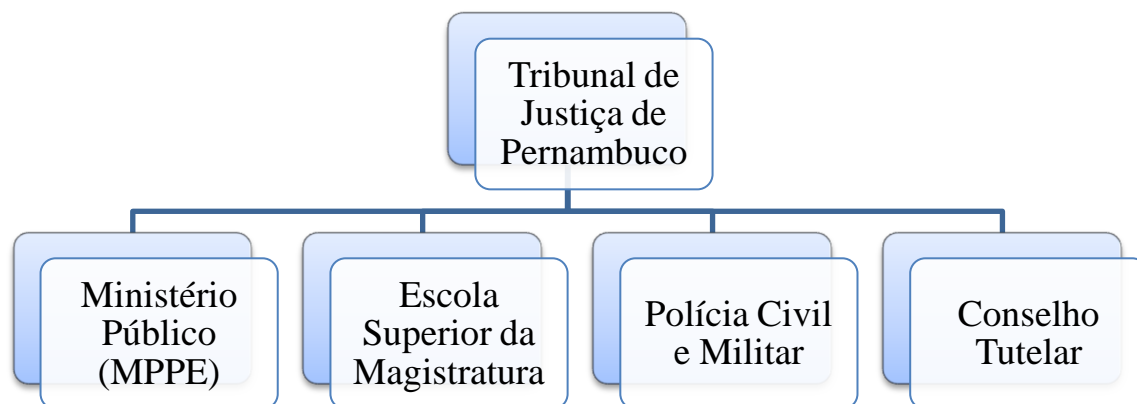 Tribunal de
Justiça de
Pernambuco
Ministério
Público
(MPPE)
Escola
Superior da
Magistratura
Polícia Civil
e Militar
Conselho
Tutelar